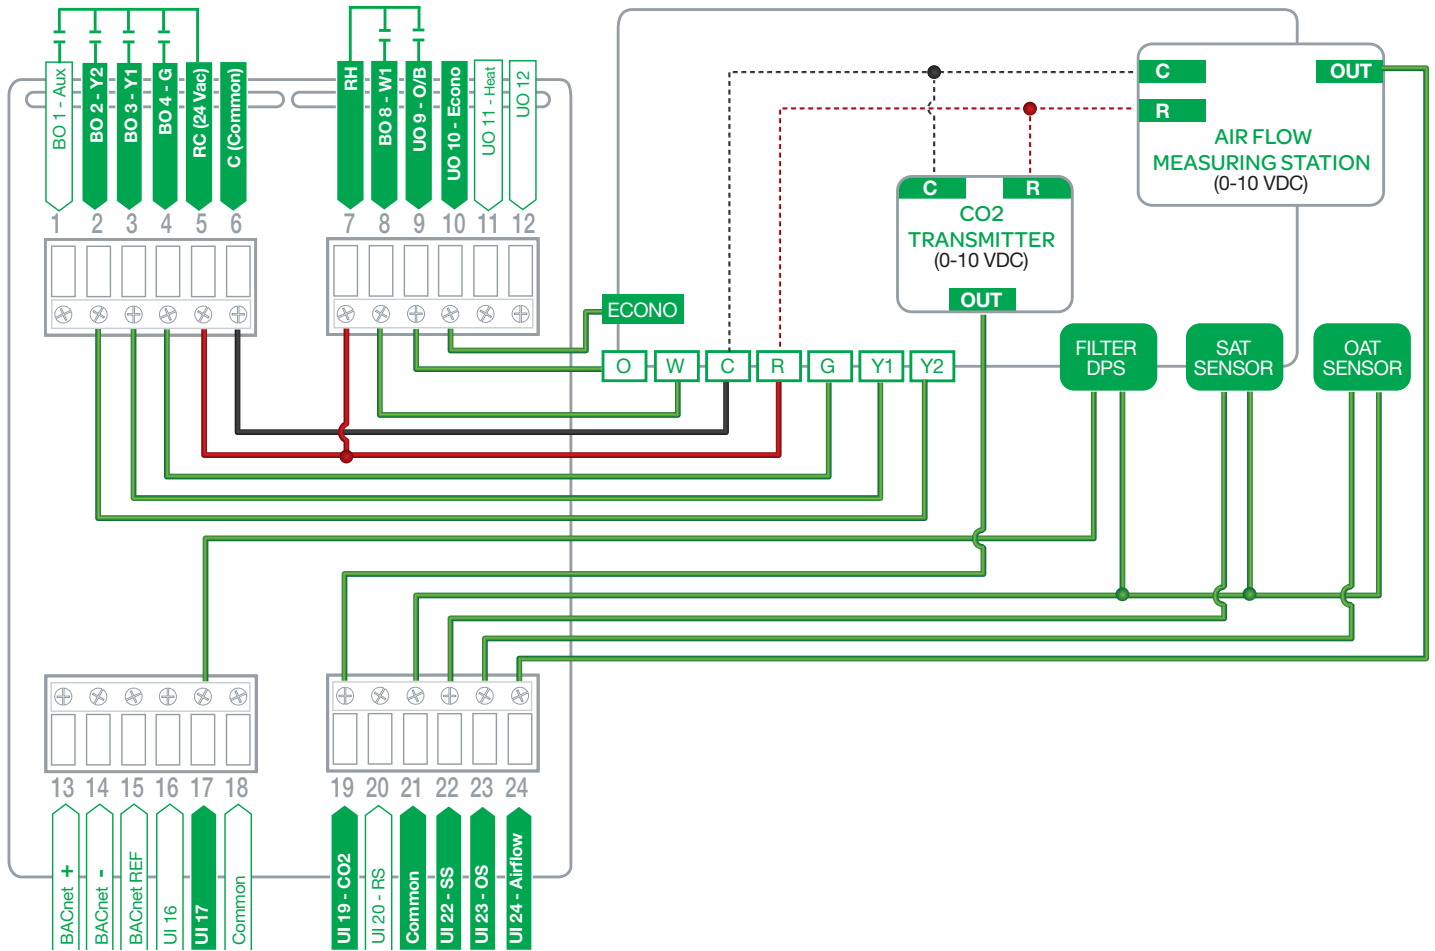 BO 1 - Aux
BO 2 - Y2
BO 3 - Y1
BO 4 - G
RC (24 Vac)
C (Common)
RH
BO 8 - W1
UO 9 - O/B
UO 10 - Econo
UO 11 - Heat
UO 12
1 2 3 4 5 6
7 8 9 10 11 12
C
OUT
R
AIR FLOW
MEASURING STATION
(0-10 VDC)
C
R
CO2
TRANSMITTER
(0-10 VDC)
OUT
ECONO
O
W
C
R
G
Y1
Y2
FILTER
DPS
SAT
SENSOR
OAT
SENSOR
13 14 15 16 17 18
19 20 21 22 23 24
BACnet +
BACnet -
BACnet REF
UI 16
UI 17
Common
UI 19 - CO2
UI 20 - RS
Common
UI 22 - SS
UI 23 - OS
UI 24 - Airflow